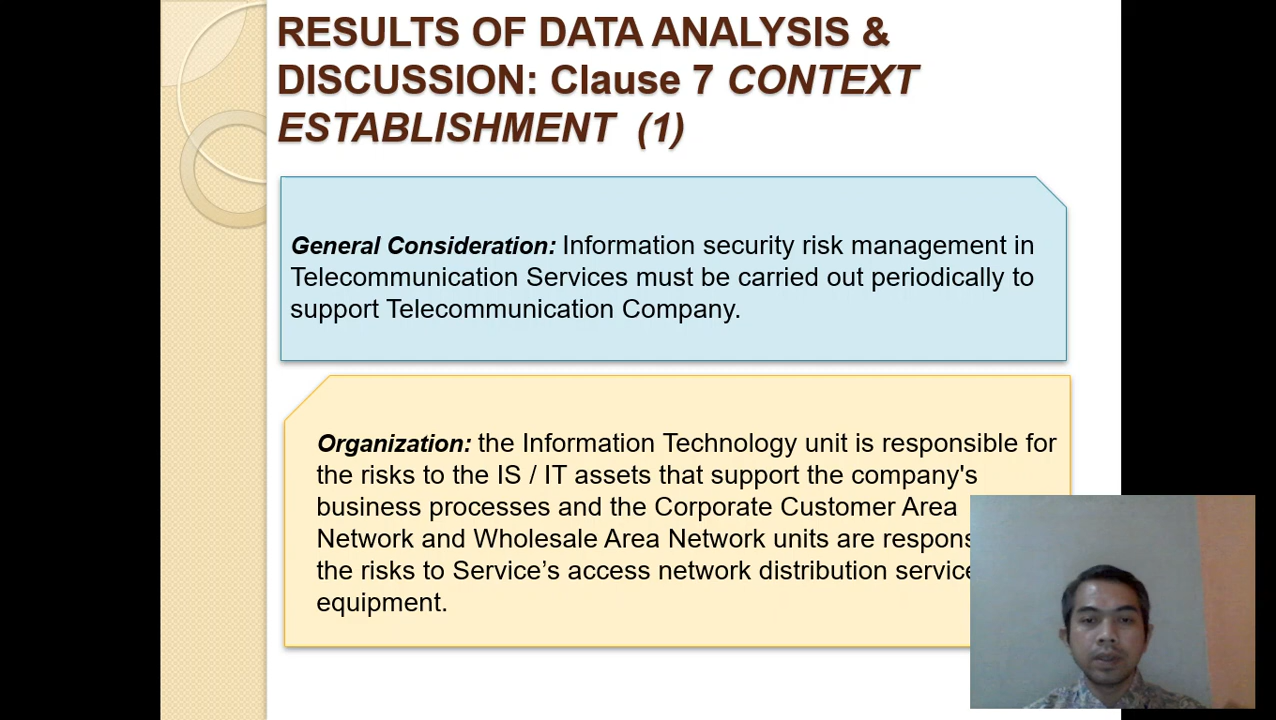 RESULTS OF DATA ANALYSIS &
DISCUSSION: Clause 7 CONTEXT
ESTABLISHMENT (1)
General Consideration: Information security risk management in
Telecommunication Services must be carried out periodically to
support Telecommunication Company.
Organization: the Information Technology unit is responsible for
the risks to the IS / IT assets that support the company's
business processes and the Corporate Customer Area
Network and Wholesale Area Network units are
the risks to Service’s access network distribution
equipment.